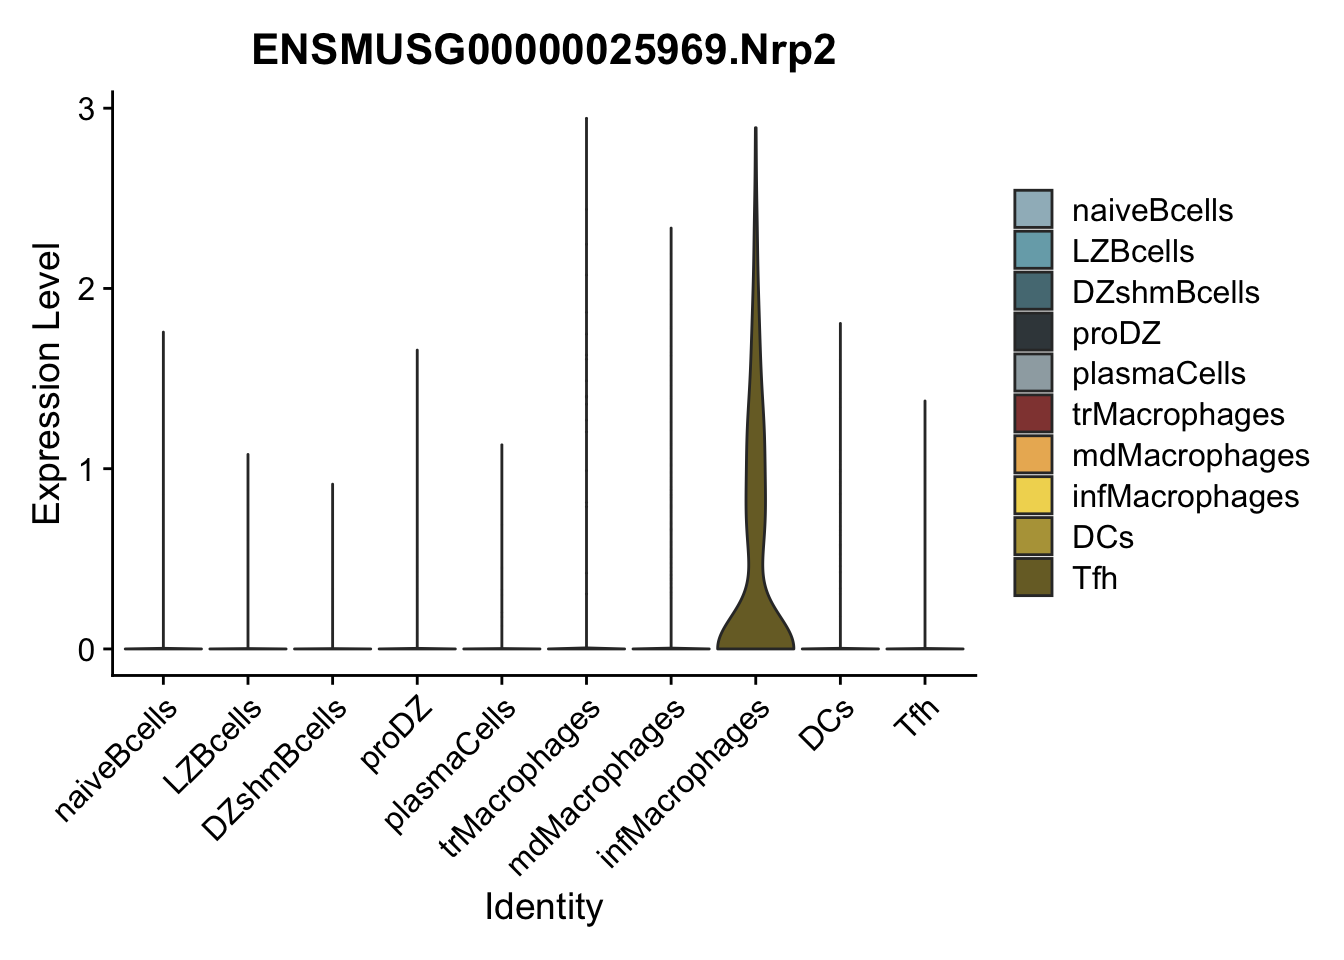 ENSMUSG00000025969.Nrp2
3
2
1
0
Expression Level
naiveBcells
LZBcells
DZshmBcells
proDZ
plasmaCells
trMacrophages
mdMacrophages
infMacrophages
DCs
Tfh
Identity
naiveBcells
LZBcells
DZshmBcells
proDZ
plasmaCells
trMacrophages
mdMacrophages
infMacrophages
DCs
Tfh